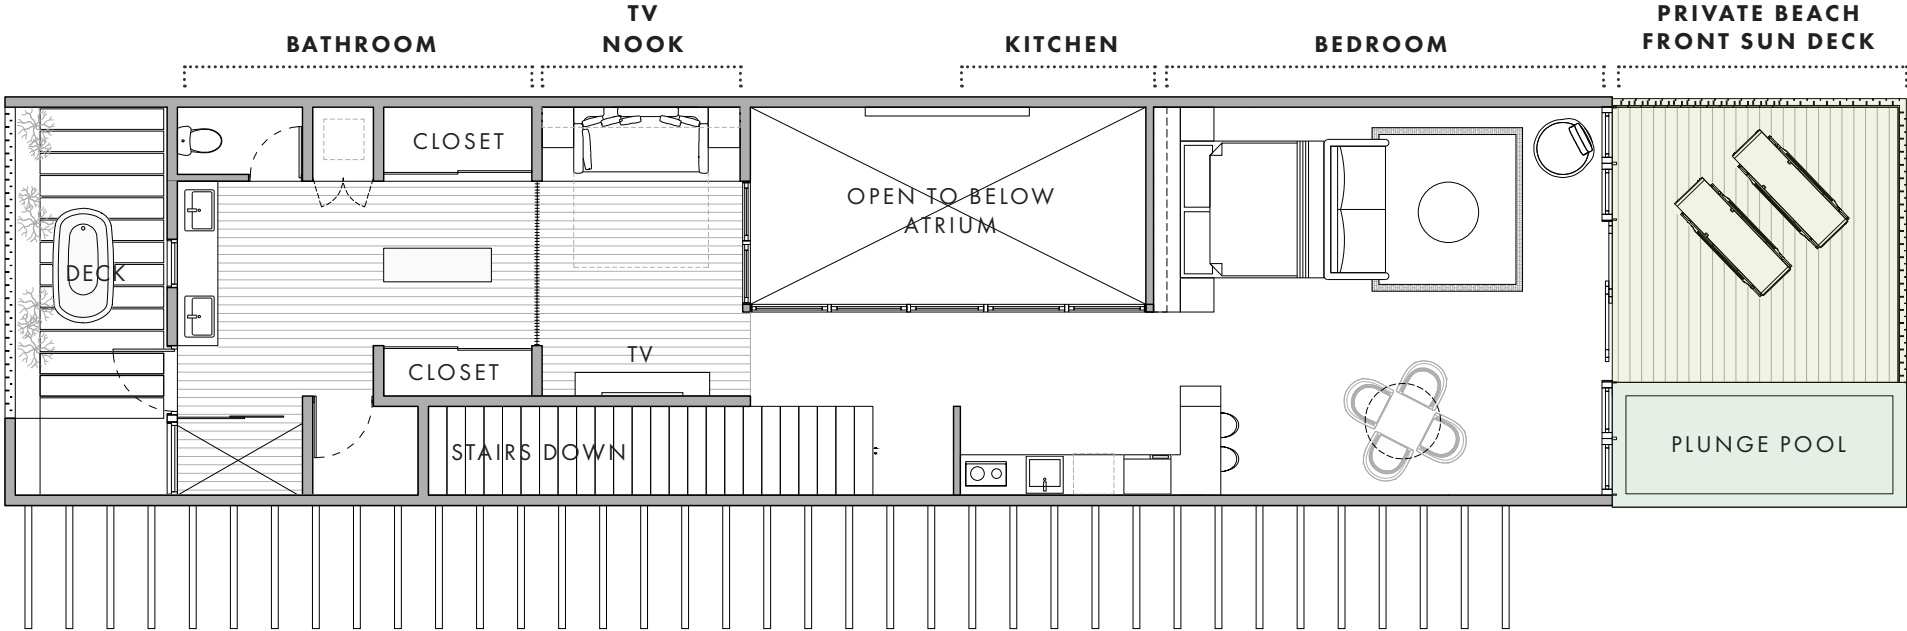 BATHROOM
TV
NOOK
KITCHEN
BEDROOM
PRIVATE BEACH
FRONT SUN DECK
CLOSET
OPEN TO BELOW
ATRIUM
DECK
TV
CLOSET
STAIRS DOWN
PLUNGE POOL